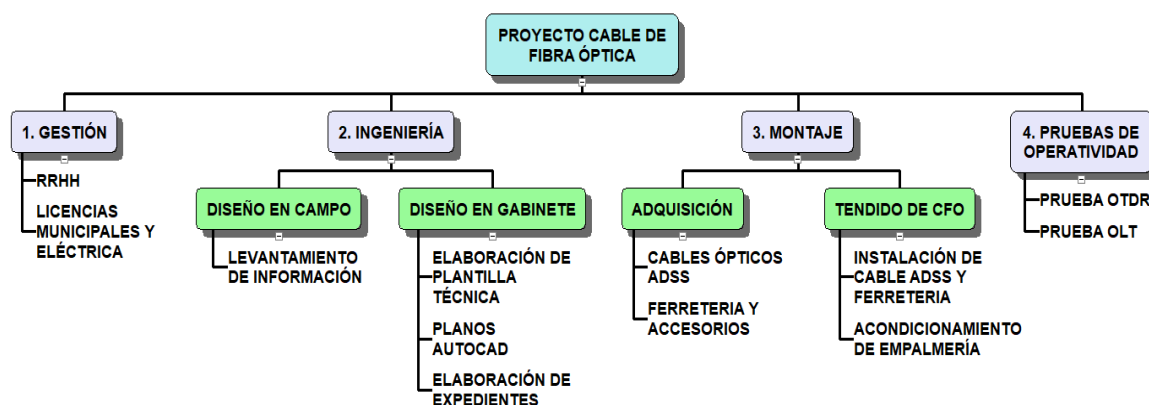 PROYECTO CABLE DE
FIBRA ÓPTICA
1. GESTIÓN
RRHH
LICENCIAS
MUNICIPALES Y
ELÉCTRICA
2. INGENIERÍA
DISEÑO EN CAMPO
LEVANTAMIENTO
DE INFORMACIÓN
DISEÑO EN GABINETE
ELABORACIÓN DE
PLANTILLA
TÉCNICA
PLANOS
AUTOCAD
ELABORACIÓN DE
EXPEDIENTES
3. MONTAJE
ADQUISICIÓN
CABLES ÓPTICOS
ADSS
FERRETERIA Y
ACCESORIOS
TENDIDO DE CFO
INSTALACIÓN DE
CABLE ADSS Y
FERRETERIA
ACONDICIONAMIENTO
DE EMPALMERÍA
4. PRUEBAS DE
OPERATIVIDAD
PRUEBA OTDR
PRUEBA OLT